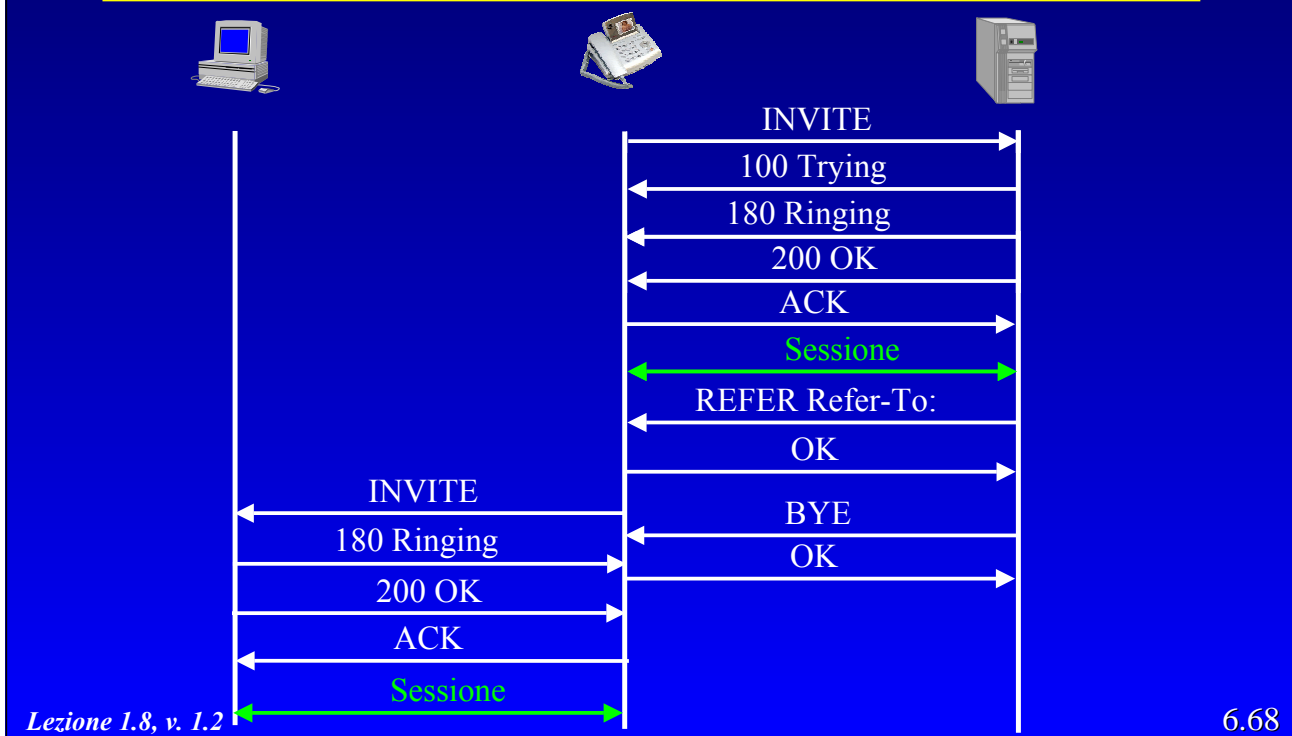 INVITE
100 Trying
180 Ringing
200 OK
ACK
Sessione
REFER Refer-To:
OK
INVITE
BYE
180 Ringing
OK
200 OK
ACK
Sessione
Lezione 1.8, v. 1.2
6.68